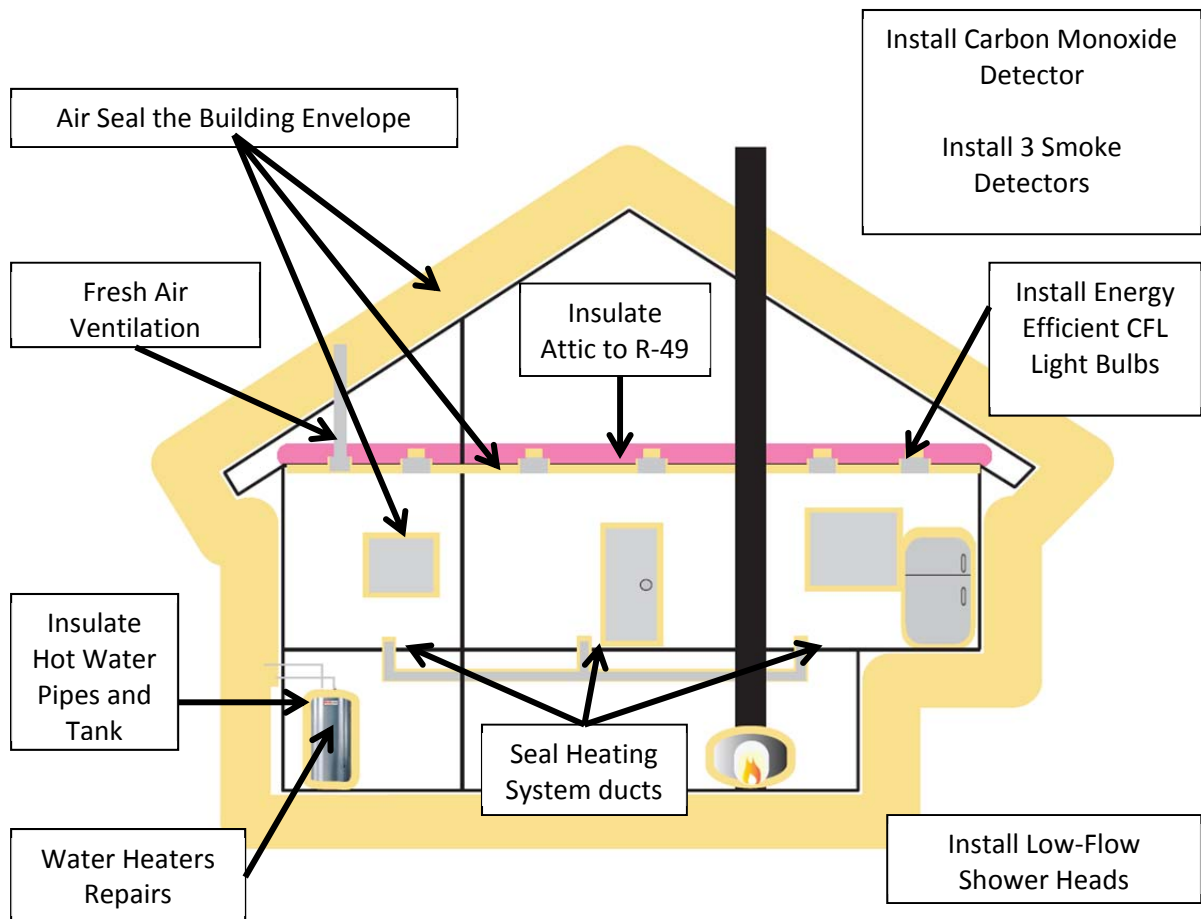 Install Carbon Monoxide
Detector
Install 3 Smoke
Detectors
Air Seal the Building Envelope
Fresh Air
Ventilation
Insulate
Attic to R-49
Install Energy
Efficient CFL
Light Bulbs
Insulate
Hot Water
Pipes and
Tank
Seal Heating
System ducts
Water Heaters
Repairs
Install Low-Flow
Shower Heads